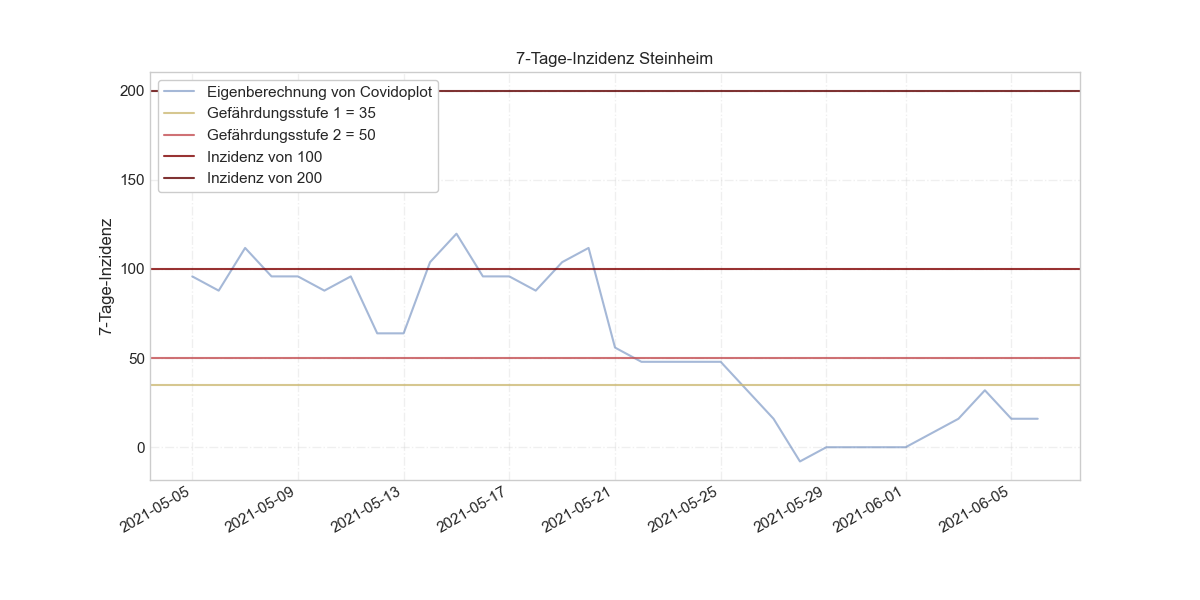 7-Tage-Inzidenz Steinheim
200
150
100
50
0
7-Tage-Inzidenz
Eigenberechnung von Covidoplot
Gefährdungsstufe 1 = 35
Gefährdungsstufe 2 = 50
Inzidenz von 100
Inzidenz von 200
2021-05-05
2021-05-09
2021-05-13
2021-05-17
2021-05-21
2021-05-25
2021-05-29
2021-06-01
2021-06-05